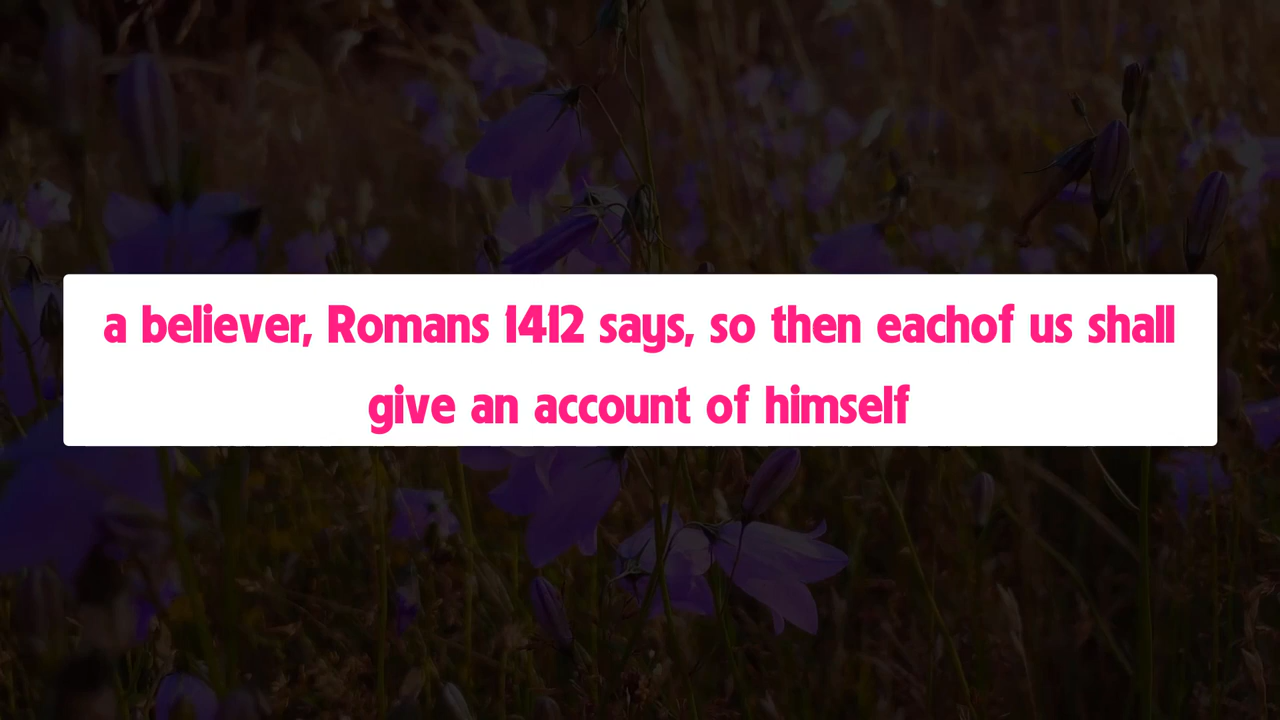 a believer, Romans 1412 says, so then eachof us shall
give an account of himself